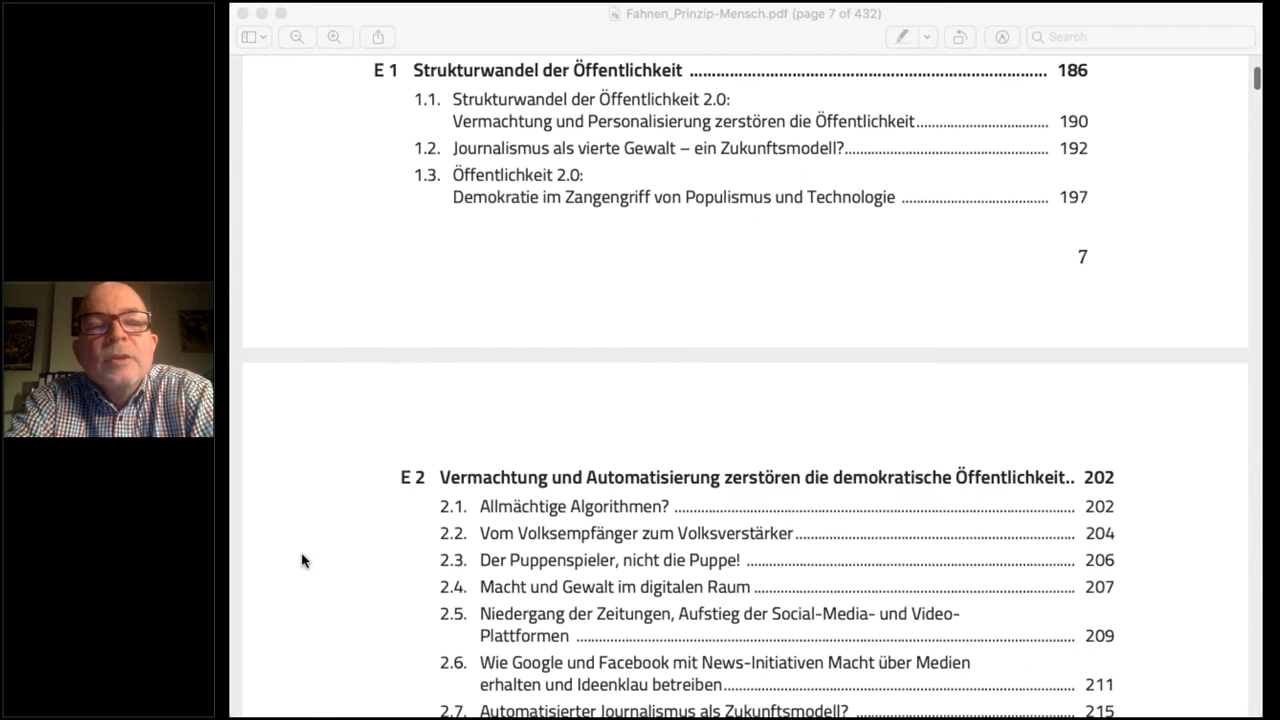 Fahnen_Prinzip-Mensch.pdf (page 7 of 432)
Search
E 1 Strukturwandel der Öffentlichkeit ........ 186
1.1. Strukturwandel der Öffentlichkeit 2.0:
Vermachtung und Personalisierung zerstören die Öffentlichkeit........ 190
1.2. Journalismus als vierte Gewalt – ein Zukunftsmodell?........ 192
1.3. Öffentlichkeit 2.0:
Demokratie im Zangengriff von Populismus und Technologie ........ 197
7
E 2 Vermachtung und Automatisierung zerstören die demokratische Öffentlichkeit.. 202
2.1. Allmächtige Algorithmen? ........ 202
2.2. Vom Volksempfänger zum Volksverstärker........ 204
2.3. Der Puppenspieler, nicht die Puppe! ........ 206
2.4. Macht und Gewalt im digitalen Raum ........ 207
2.5. Niedergang der Zeitungen, Aufstieg der Social-Media- und Video-
Plattformen ........ 209
2.6. Wie Google und Facebook mit News-Initiativen Macht über Medien
erhalten und Ideenklau betreiben........ 211
2.7. Automatisierter Journalismus als Zukunftsmodell? ........ 215